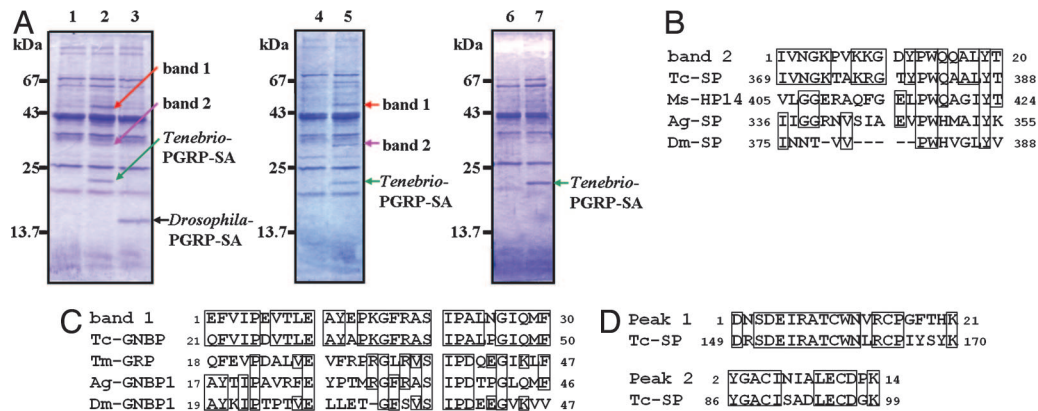 A
1 2 3
kDa
67
43
25
13.7
band 1
band 2
Tenebrio-
PGRP-SA
Drosophila-
PGRP-SA
4 5
kDa
67
43
25
13.7
band 1
band 2
Tenebrio-
PGRP-SA
6 7
kDa
67
43
25
13.7
Tenebrio-
PGRP-SA
B
band 2 1 IVNGKPVKKG DYPWQQALYT 20
Tc-SP 369 IVNGKTAKRG TYPWQAALYT 388
Ms-HP14 405 VLGGERAQFG ELPWQAGIYT 424
Ag-SP 336 IIGGRNVSIA EVPWHMAIYK 355
Dm-SP 375 INNT-VV--- --PWHVGLYV 388
C
band 1 1 EFVIPEVTLE AYEPKGFRAS IPALNGIQMF 30
Tc-GNBP 21 QFVIPDVTLE AYAPKGFRAS IPALPGIQMF 50
Tm-GRP 18 QFEVPDALVE VFRPRGLRVS IPDQEGIKLF 47
Ag-GNBP1 17 AYTIPAVRFE YPTMRGFRAS IPDTPGLQMF 46
Dm-GNBP1 19 AYKIPTPTVE LLET-GFSVS IPDEEGVKVV 47
D
Peak 1 1 DNSDEIRATCWNVRCPGFTHK 21
Tc-SP 149 DRSDEIRATCWNLRCPIYSYK 170
Peak 2 2 YGACINIALECDPK 14
Tc-SP 86 YGACISADLECDGK 99